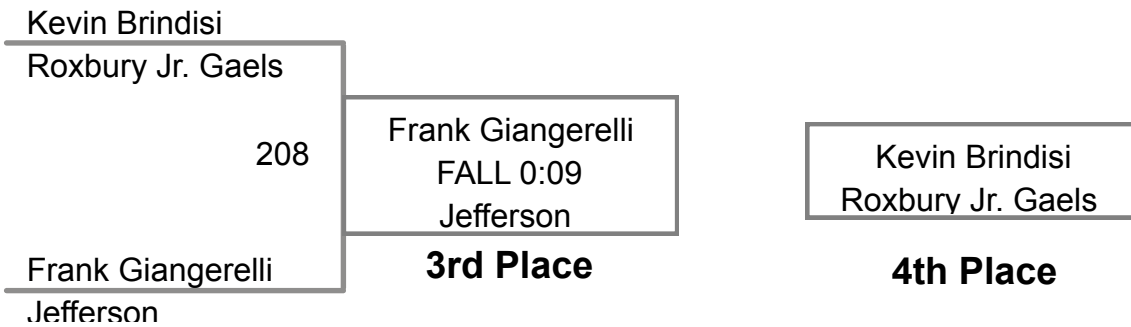 Kevin Brindisi
Roxbury Jr. Gaels
208
Frank Giangerelli
Jefferson
Frank Giangerelli
FALL 0:09
Jefferson
3rd Place
Kevin Brindisi
Roxbury Jr. Gaels
4th Place